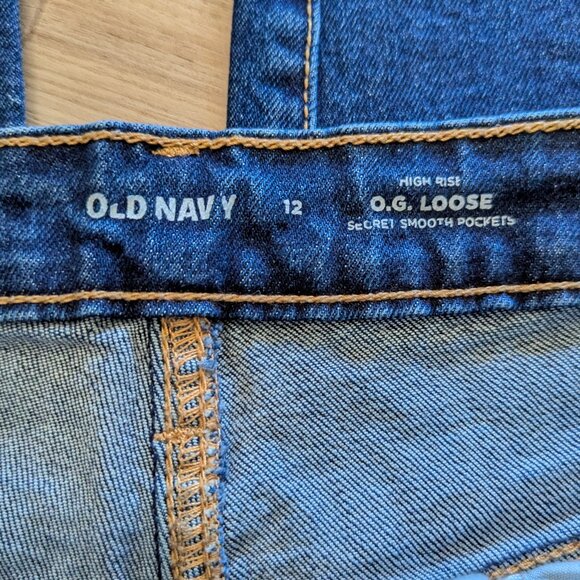 HIGH RISE
OLD NAVY 12 O.G. LOOSE
SECRET SMOOTH POCKETS